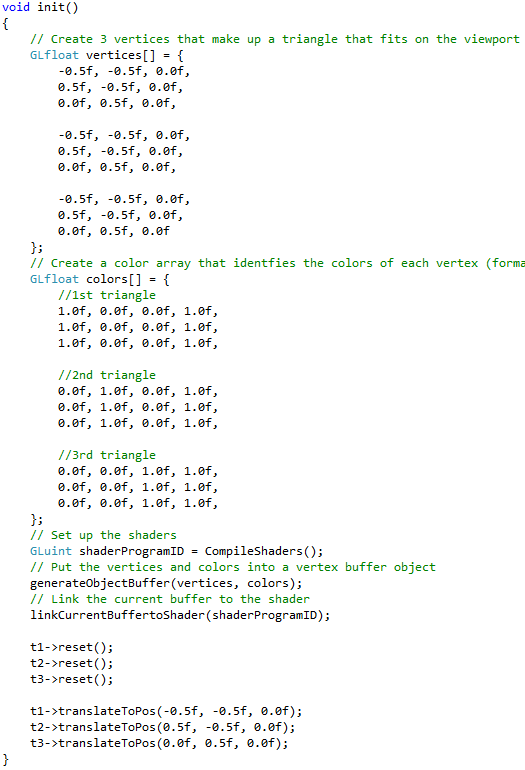 void init()
{
    // Create 3 vertices that make up a triangle that fits on the viewport
    GLfloat vertices[] = {
        -0.5f, -0.5f, 0.0f,
        0.5f, -0.5f, 0.0f,
        0.0f, 0.5f, 0.0f,

        -0.5f, -0.5f, 0.0f,
        0.5f, -0.5f, 0.0f,
        0.0f, 0.5f, 0.0f,

        -0.5f, -0.5f, 0.0f,
        0.5f, -0.5f, 0.0f,
        0.0f, 0.5f, 0.0f
    };
    // Create a color array that identfies the colors of each vertex (forma
    GLfloat colors[] = {
        //1st triangle
        1.0f, 0.0f, 0.0f, 1.0f,
        1.0f, 0.0f, 0.0f, 1.0f,
        1.0f, 0.0f, 0.0f, 1.0f,

        //2nd triangle
        0.0f, 1.0f, 0.0f, 1.0f,
        0.0f, 1.0f, 0.0f, 1.0f,
        0.0f, 1.0f, 0.0f, 1.0f,

        //3rd triangle
        0.0f, 0.0f, 1.0f, 1.0f,
        0.0f, 0.0f, 1.0f, 1.0f,
        0.0f, 0.0f, 1.0f, 1.0f,
    };
    // Set up the shaders
    GLuint shaderProgramID = CompileShaders();
    // Put the vertices and colors into a vertex buffer object
    generateObjectBuffer(vertices, colors);
    // Link the current buffer to the shader
    linkCurrentBuffertoShader(shaderProgramID);

    t1->reset();
    t2->reset();
    t3->reset();

    t1->translateToPos(-0.5f, -0.5f, 0.0f);
    t2->translateToPos(0.5f, -0.5f, 0.0f);
    t3->translateToPos(0.0f, 0.5f, 0.0f);
}